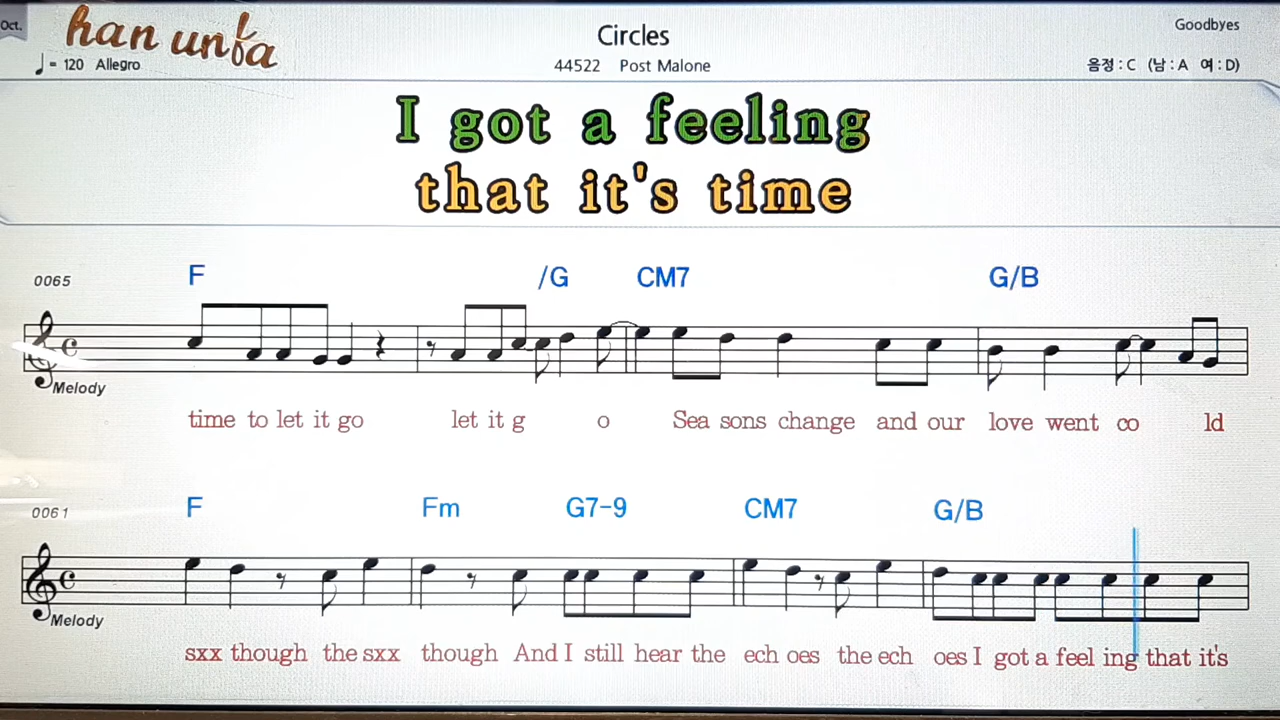 Oct.
han unfa
Circles
Goodbyes
= 120 Allegro
44522 Post Malone
음정 : C (남 : A 여 : D)
I got a feeling
that it's time
0065
F /G CM7 G/B
Melody
time to let it go let it g o Sea sons change and our love went co ld
0061
F Fm G7-9 CM7 G/B
Melody
sxx though the sxx though And I still hear the ech oes the ech oes I got a feel ing that it's